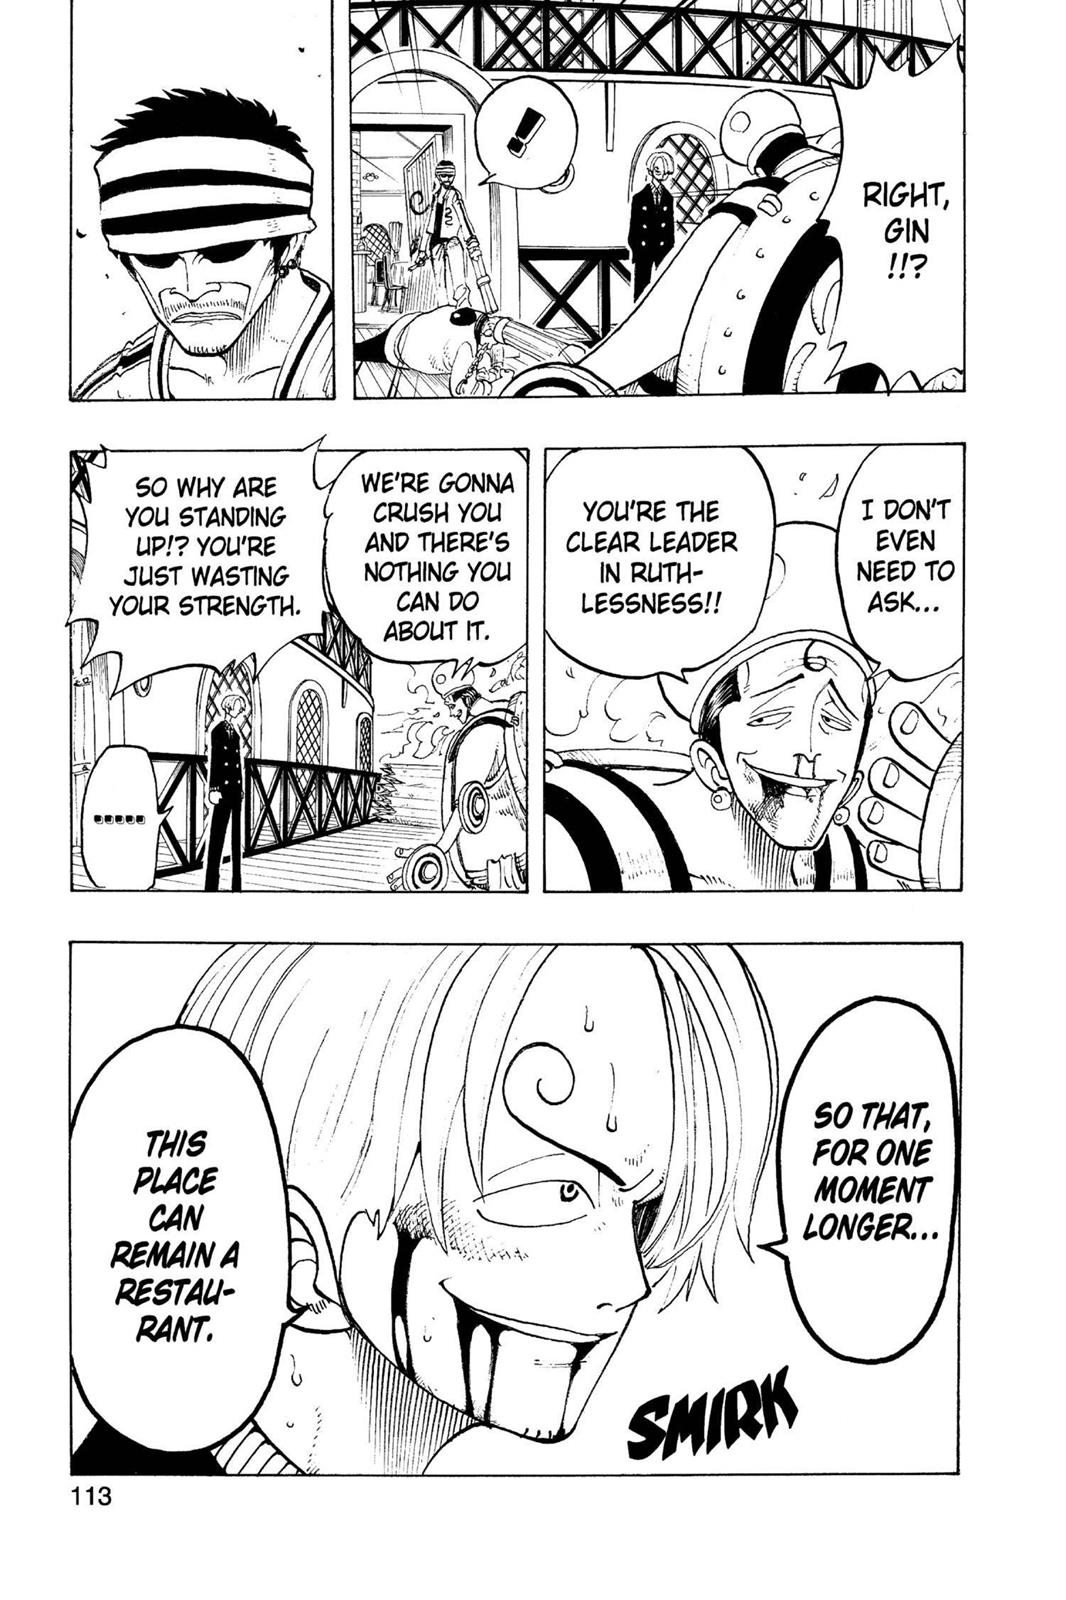 !
RIGHT,
GIN
!!?
I DON'T
EVEN
NEED TO
ASK...
YOU'RE THE
CLEAR LEADER
IN RUTH-
LESSNESS!!
WE'RE GONNA
CRUSH YOU
AND THERE'S
NOTHING YOU
CAN DO
ABOUT IT.
SO WHY ARE
YOU STANDING
UP!? YOU'RE
JUST WASTING
YOUR STRENGTH.
.....
SO THAT,
FOR ONE
MOMENT
LONGER...
THIS
PLACE
CAN
REMAIN A
RESTAU-
RANT.
SMIRK
113